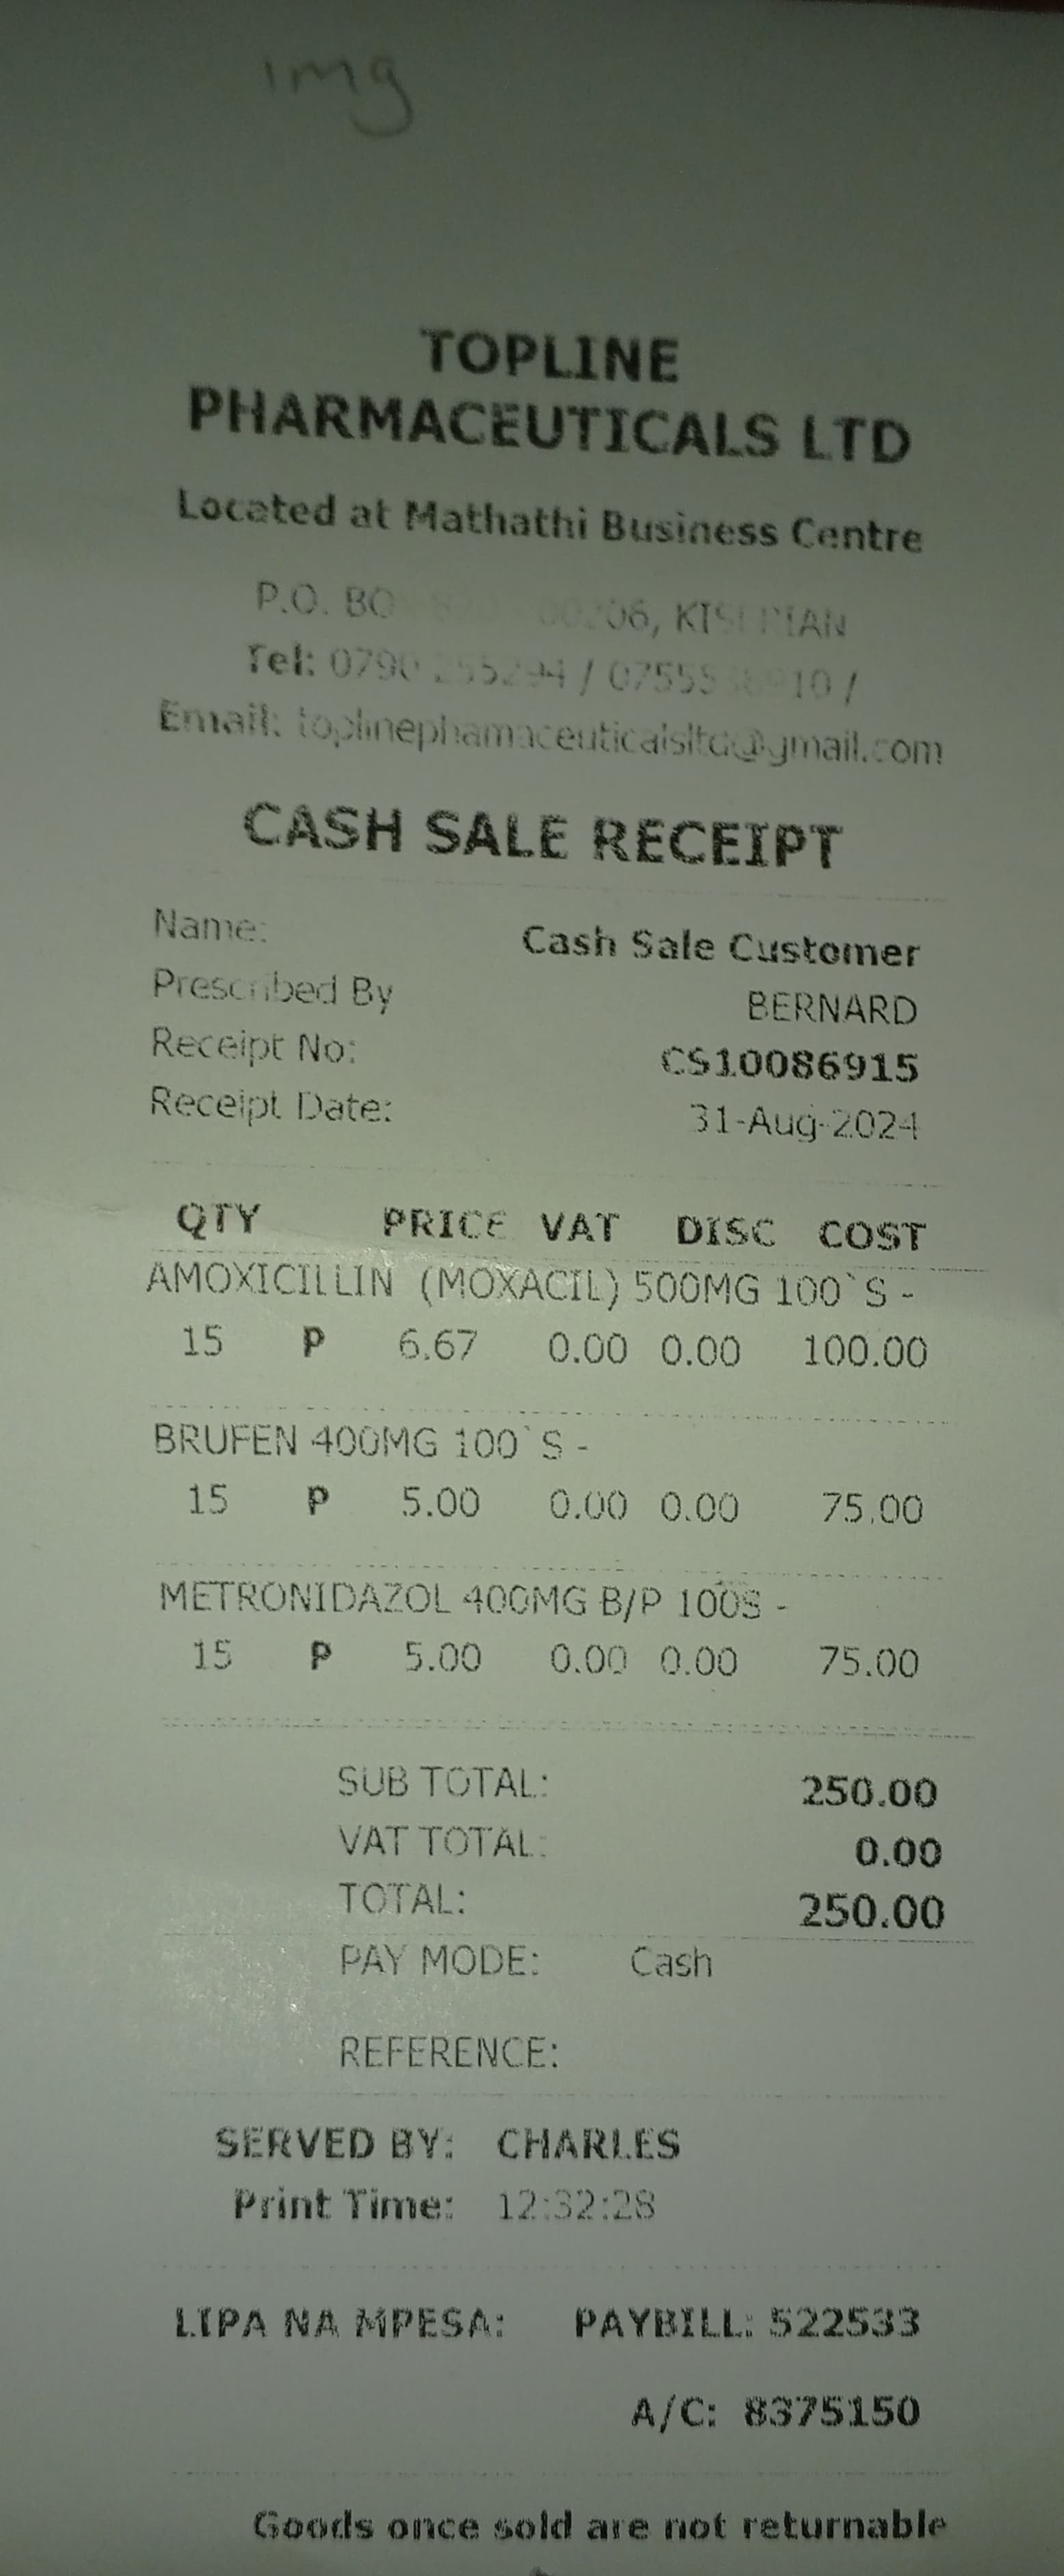 img
TOPLINE
PHARMACEUTICALS LTD
Located at Mathathi Business Centre
P.O. KISERIAN
Tel: /
Email: toplinephamaceuticalsltd@gmail.com
CASH SALE RECEIPT
Name: Cash Sale Customer
Prescribed By BERNARD
Receipt No: CS10086915
Receipt Date: 31-Aug-2024
QTY PRICE VAT DISC COST
AMOXICILLIN (MOXACIL) 500MG 100`S -
15 P 6.67 0.00 0.00 100.00
BRUFEN 400MG 100`S -
15 P 5.00 0.00 0.00 75.00
METRONIDAZOL 400MG B/P 100S -
15 P 5.00 0.00 0.00 75.00
SUB TOTAL: 250.00
VAT TOTAL: 0.00
TOTAL: 250.00
PAY MODE: Cash
REFERENCE:
SERVED BY: CHARLES
Print Time: 12:32:28
LIPA NA MPESA: PAYBILL: 522533
A/C: 8375150
Goods once sold are not returnable